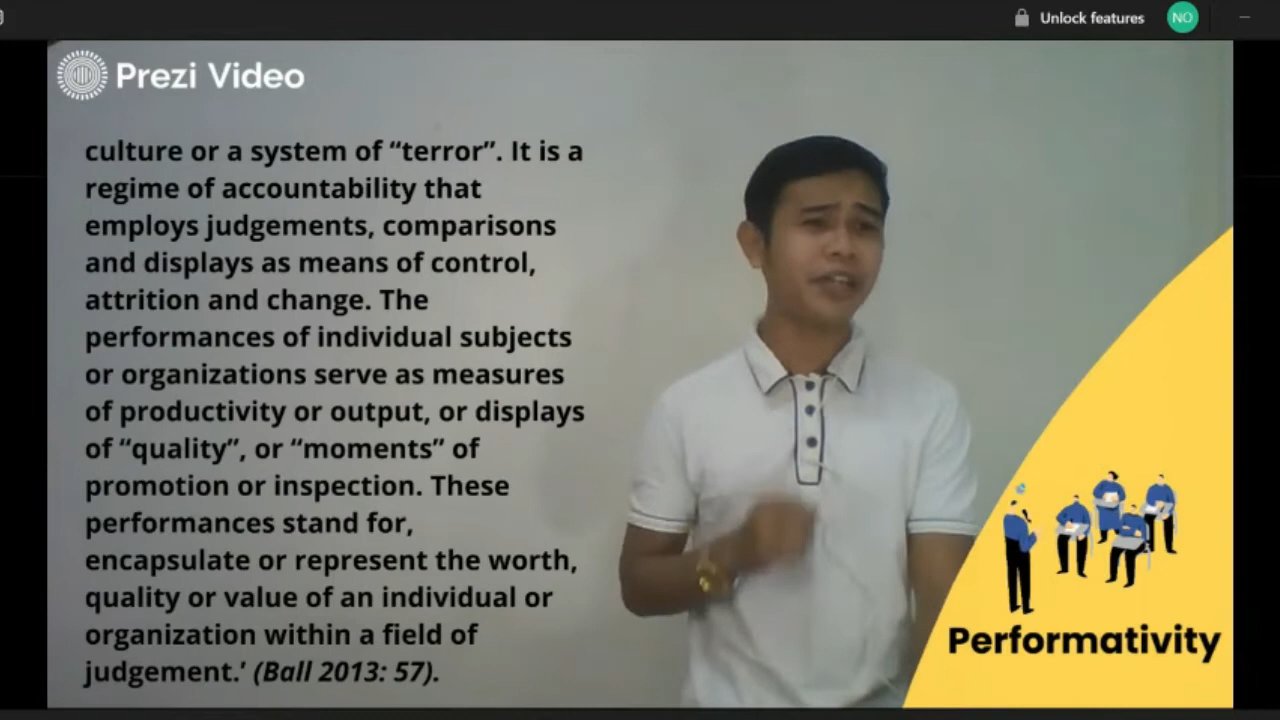 Unlock features
NO
Prezi Video
culture or a system of “terror”. It is a
regime of accountability that
employs judgements, comparisons
and displays as means of control,
attrition and change. The
performances of individual subjects
or organizations serve as measures
of productivity or output, or displays
of “quality”, or “moments” of
promotion or inspection. These
performances stand for,
encapsulate or represent the worth,
quality or value of an individual or
organization within a field of
judgement.’ (Ball 2013: 57).
Performativity